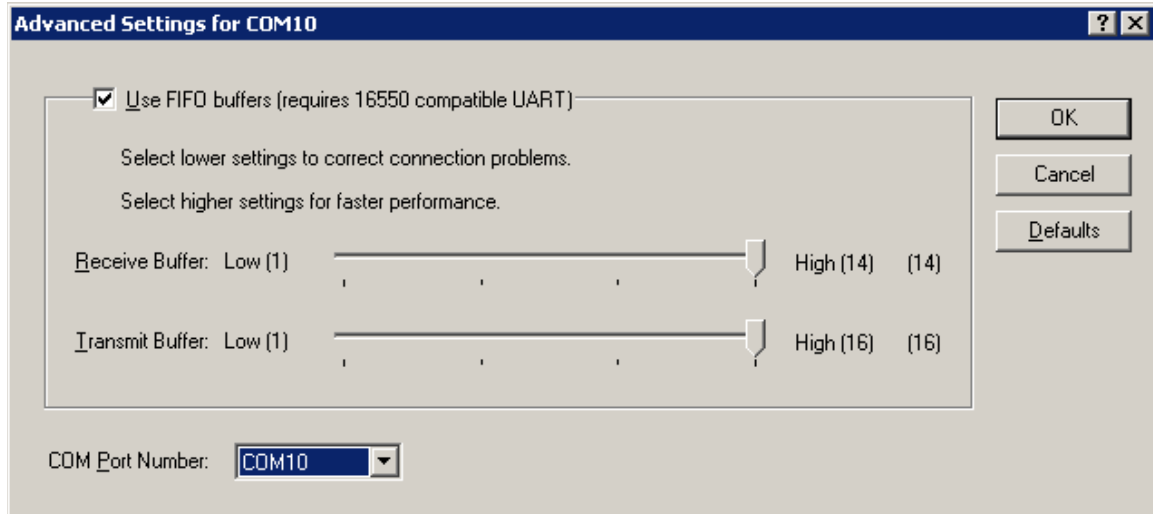 Advanced Settings for COM10
Use FIFO buffers (requires 16550 compatible UART)
OK
Select lower settings to correct connection problems.
Cancel
Select higher settings for faster performance.
Defaults
Receive Buffer: Low (1) High (14) (14)
Transmit Buffer: Low (1) High (16) (16)
COM Port Number: COM10